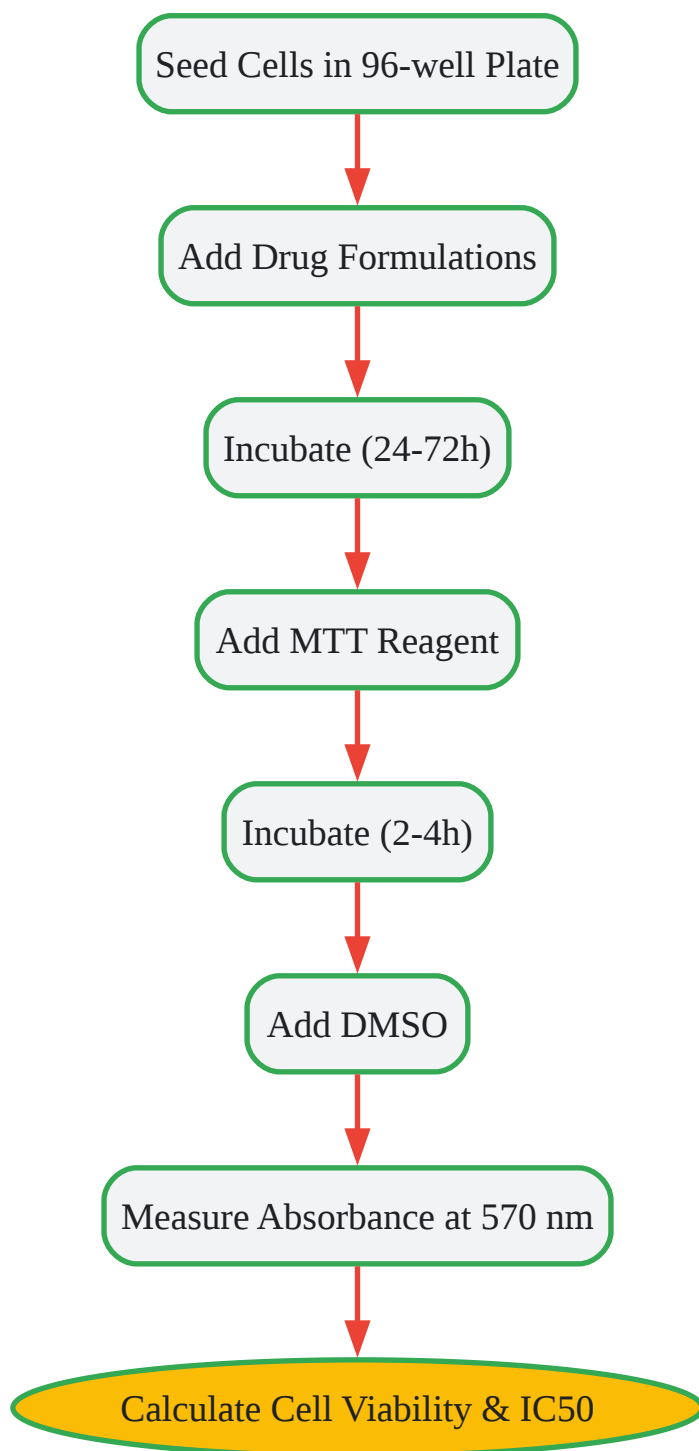 Seed Cells in 96-well Plate
Add Drug Formulations
Incubate (24-72h)
Add MTT Reagent
Incubate (2-4h)
Add DMSO
Measure Absorbance at 570 nm
Calculate Cell Viability & IC50